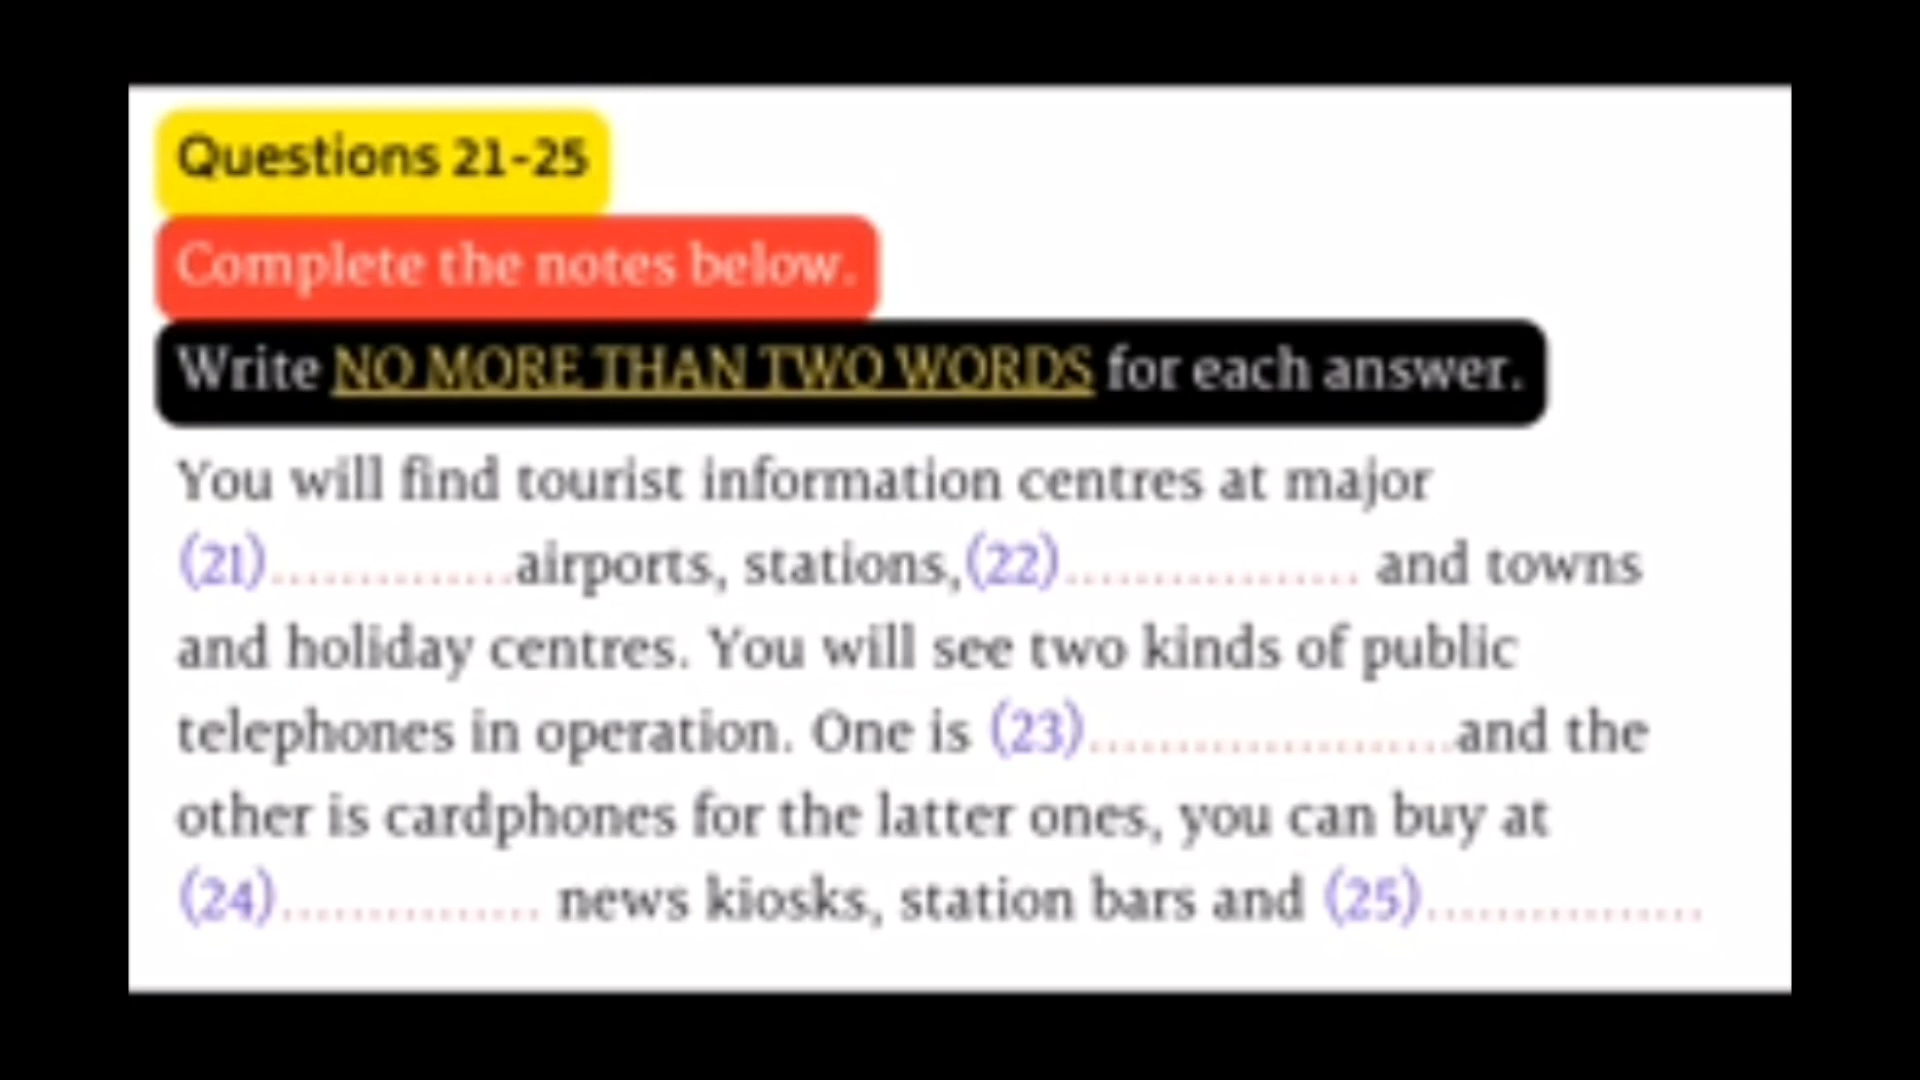 Questions 21-25
Complete the notes below.
Write NO MORE THAN TWO WORDS for each answer.
You will find tourist information centres at major
(21)..............airports, stations,(22)................. and towns
and holiday centres. You will see two kinds of public
telephones in operation. One is (23).....................and the
other is cardphones for the latter ones, you can buy at
(24)............... news kiosks, station bars and (25)................